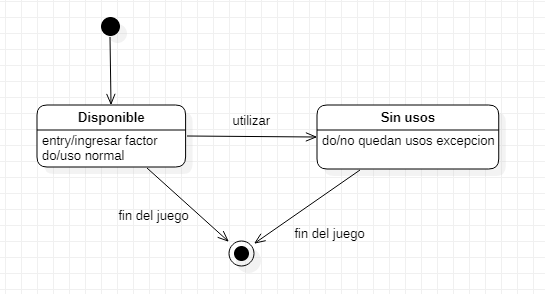 Disponible
entry/ingresar factor
do/uso normal
utilizar
Sin usos
do/no quedan usos excepcion
fin del juego
fin del juego